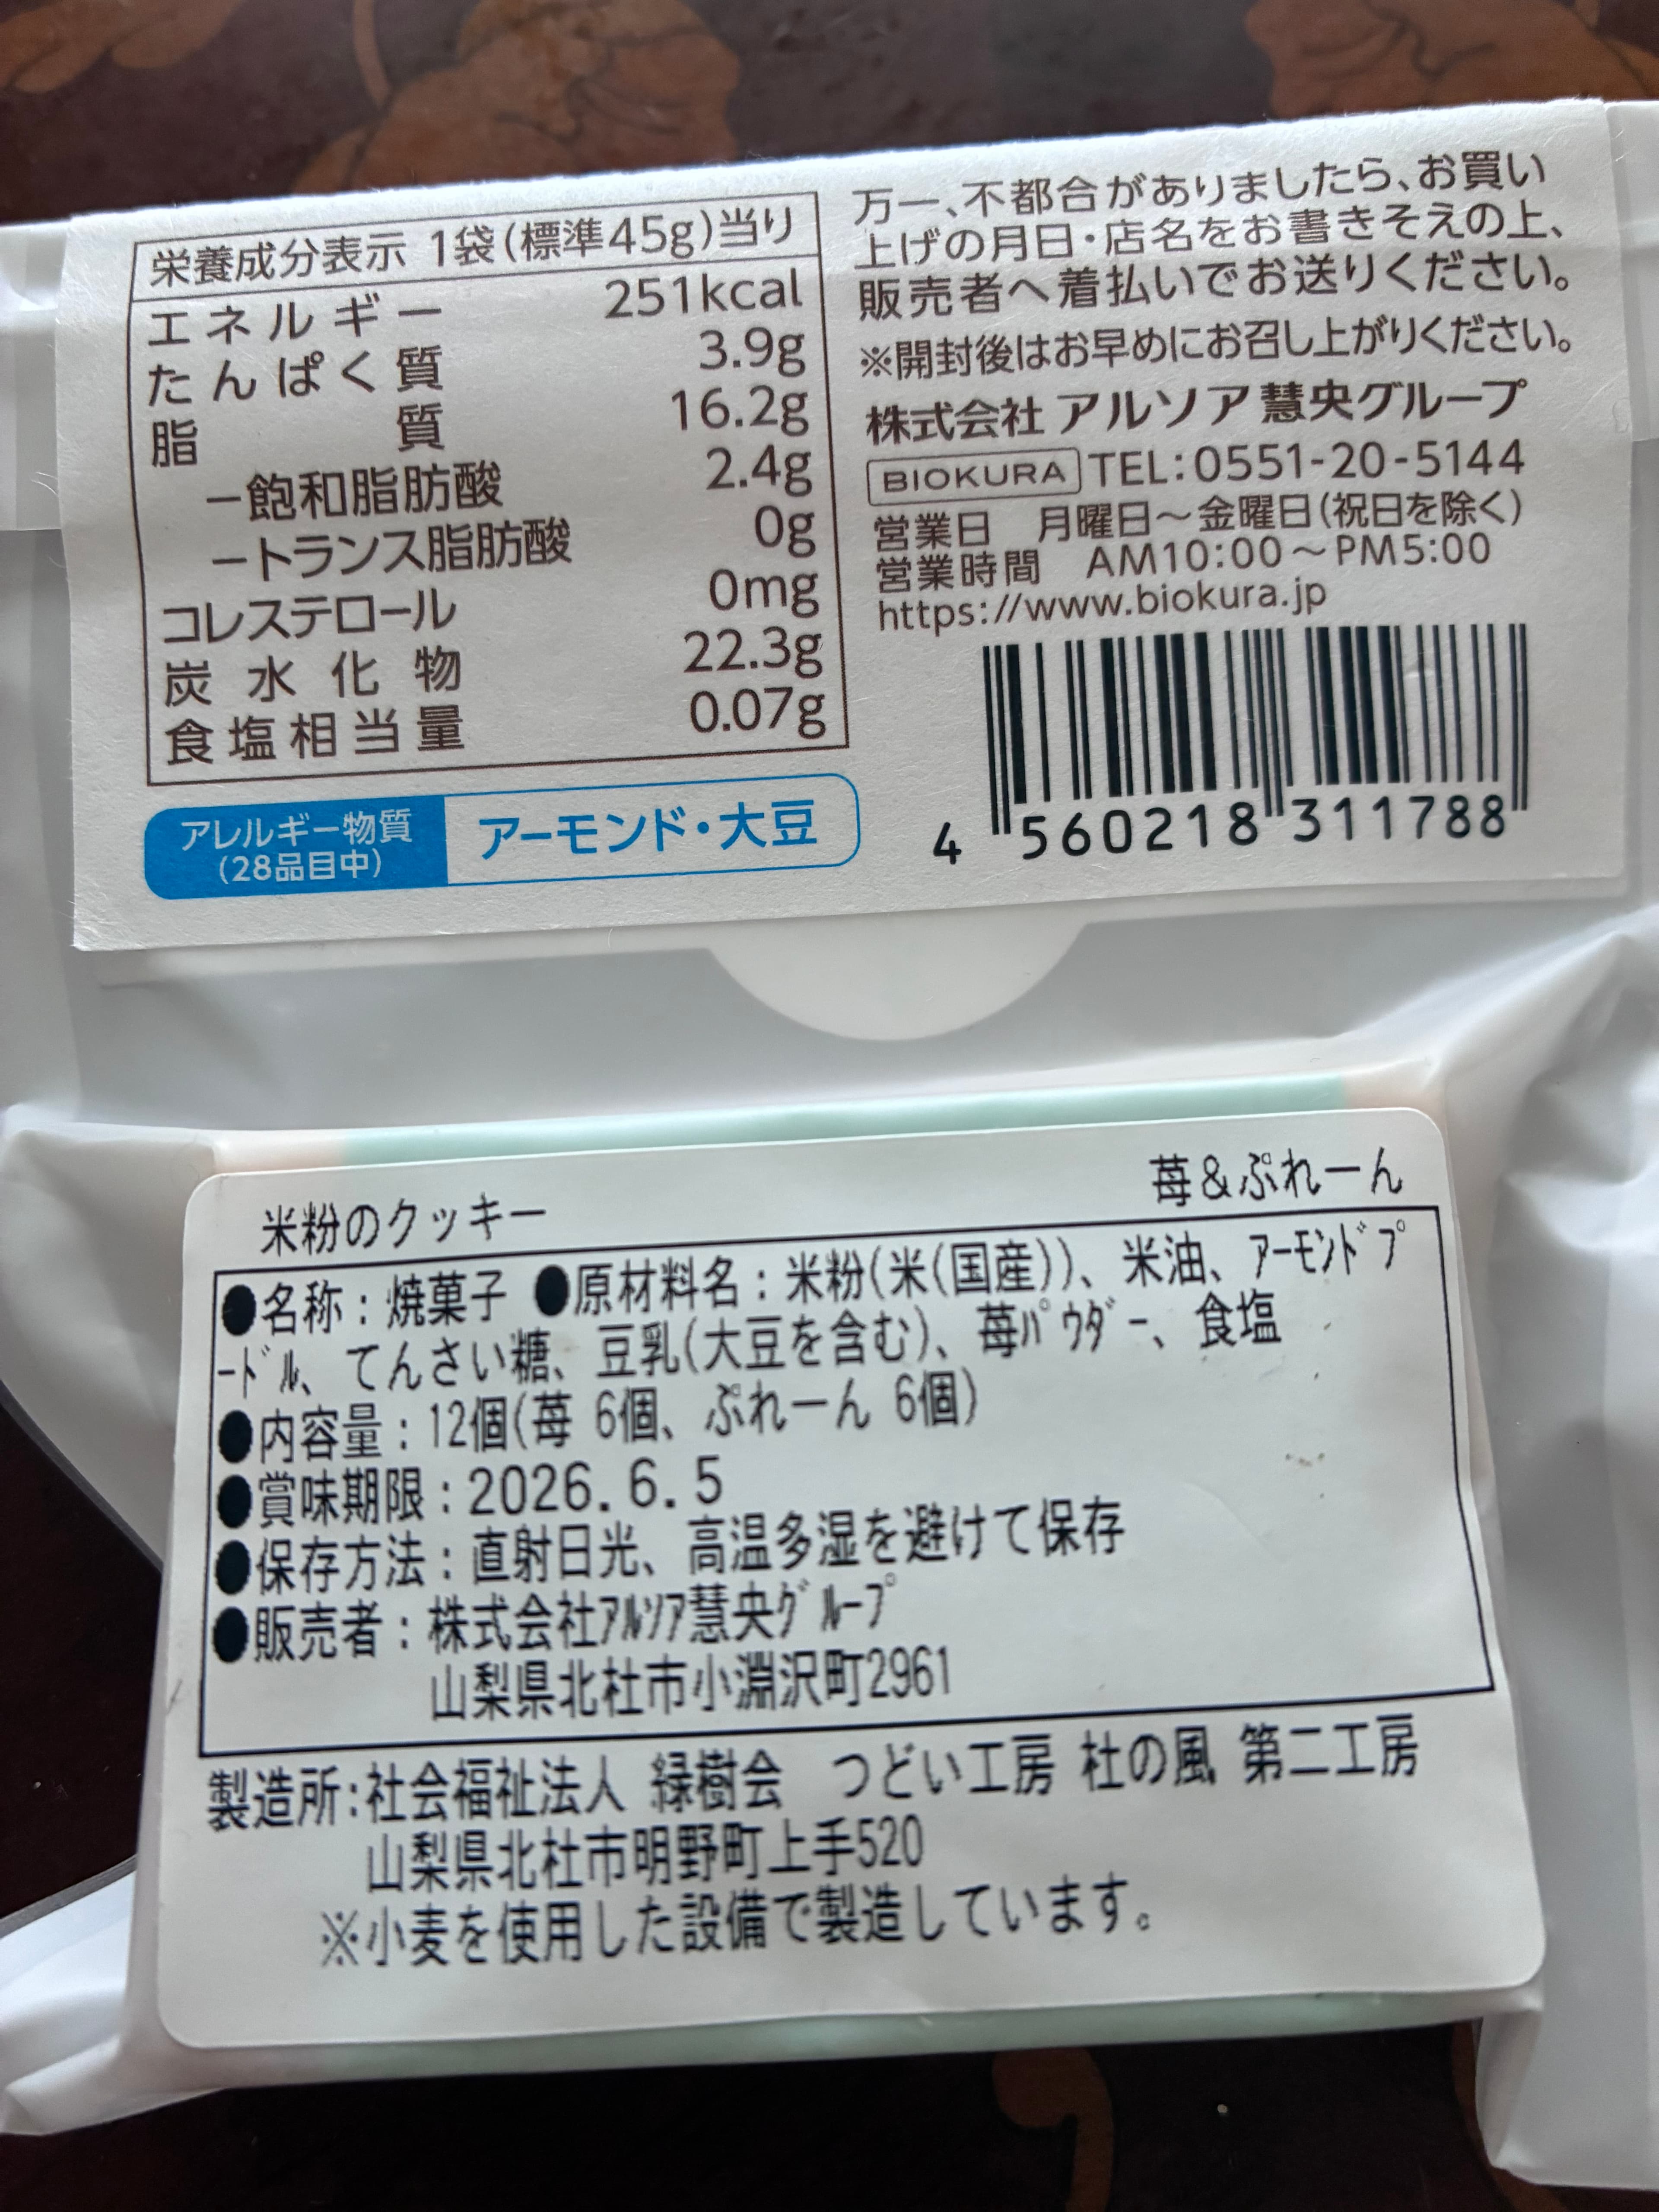 栄養成分表示 1袋(標準45g)当り
エネルギー 251kcal
たんぱく質 3.9g
脂質 16.2g
−飽和脂肪酸 2.4g
−トランス脂肪酸 0g
コレステロール 0mg
炭水化物 22.3g
食塩相当量 0.07g
アレルギー物質
(28品目中)
アーモンド・大豆
万一、不都合がありましたら、お買い
上げの月日・店名をお書きそえの上、
販売者へ着払いでお送りください。
※開封後はお早めにお召し上がりください。
株式会社 アルソア慧央グループ
BIOKURA TEL:0551-20-5144
営業日 月曜日～金曜日(祝日を除く)
営業時間 AM10:00～PM5:00
https://www.biokura.jp
4 560218 311788
米粉のクッキー 苺&ぷれーん
●名称:焼菓子 ●原材料名:米粉(米(国産))、米油、ｱｰﾓﾝﾄﾞﾌﾟ
ｰﾄﾞﾙ、てんさい糖、豆乳(大豆を含む)、苺ﾊﾟｳﾀﾞｰ、食塩
●内容量:12個(苺 6個、ぷれーん 6個)
●賞味期限:2026.6.5
●保存方法:直射日光、高温多湿を避けて保存
●販売者:株式会社ｱﾙｿｱ慧央ｸﾞﾙｰﾌﾟ
山梨県北杜市小淵沢町2961
製造所:社会福祉法人 緑樹会 つどい工房 杜の風 第二工房
山梨県北杜市明野町上手520
※小麦を使用した設備で製造しています。